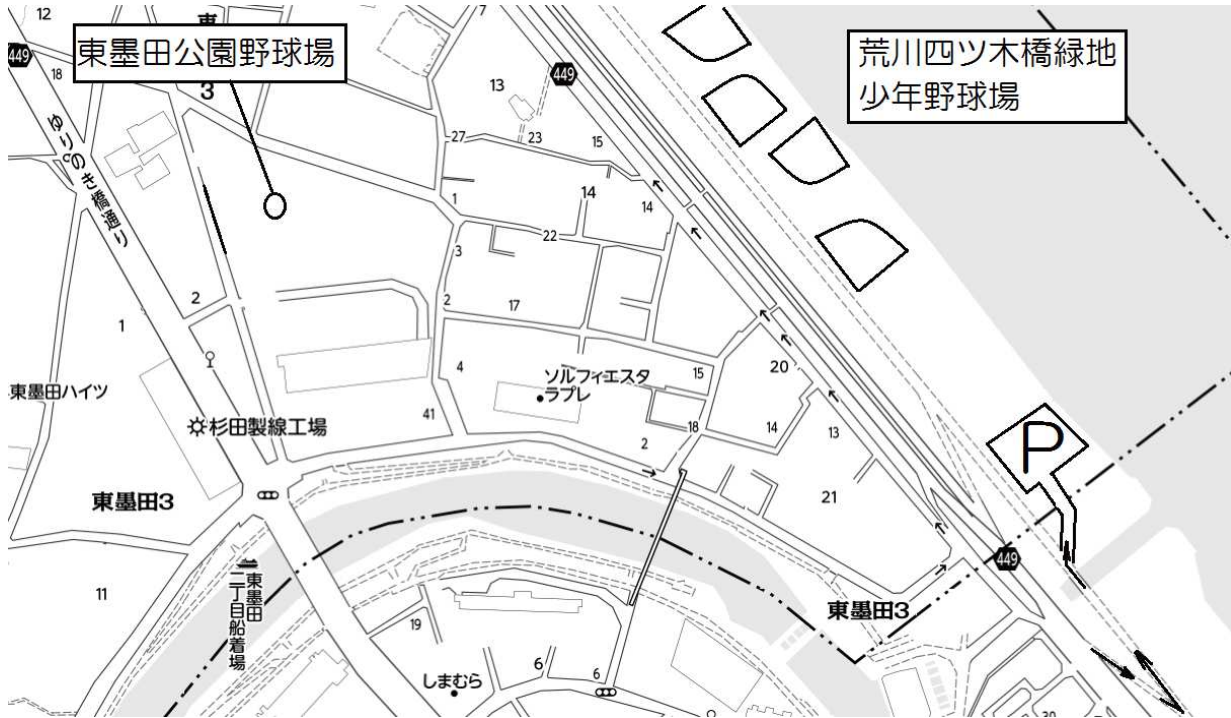 12
7
東
449
東墨田公園野球場
荒川四ツ木橋緑地
少年野球場
18
3
13
449
27
23
15
ゆりのき橋通り
14
14
1
22
3
2
2
17
1
4
ソルフィエスタ
ラプレ
15
20
東墨田ハイツ
41
杉田製線工場
2
18
14
13
P
東墨田3
21
449
11
東墨田
二丁目船着場
東墨田3
19
6
6
しまむら
30